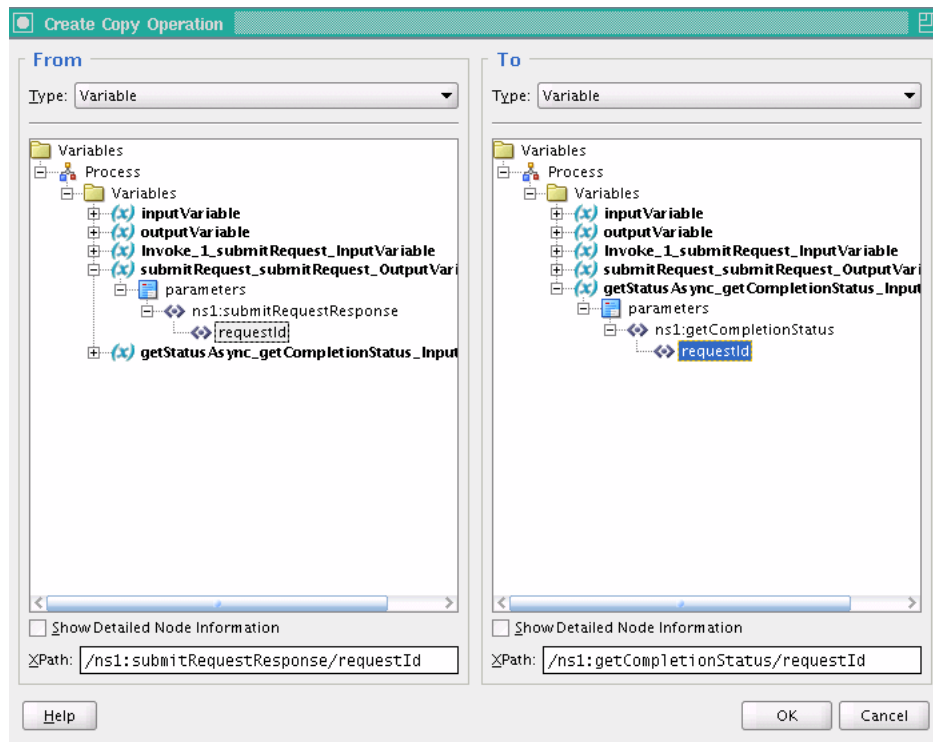 Create Copy Operation
From
Type: Variable
Variables
Process
Variables
(x) inputVariable
(x) outputVariable
(x) Invoke_1_submitRequest_InputVariable
(x) submitRequest_submitRequest_OutputVari
parameters
ns1:submitRequestResponse
requestId
(x) getStatusAsync_getCompletionStatus_Input
Show Detailed Node Information
XPath: /ns1:submitRequestResponse/requestId
To
Type: Variable
Variables
Process
Variables
(x) inputVariable
(x) outputVariable
(x) Invoke_1_submitRequest_InputVariable
(x) submitRequest_submitRequest_OutputVari
(x) getStatusAsync_getCompletionStatus_Input
parameters
ns1:getCompletionStatus
requestId
Show Detailed Node Information
XPath: /ns1:getCompletionStatus/requestId
Help
OK
Cancel